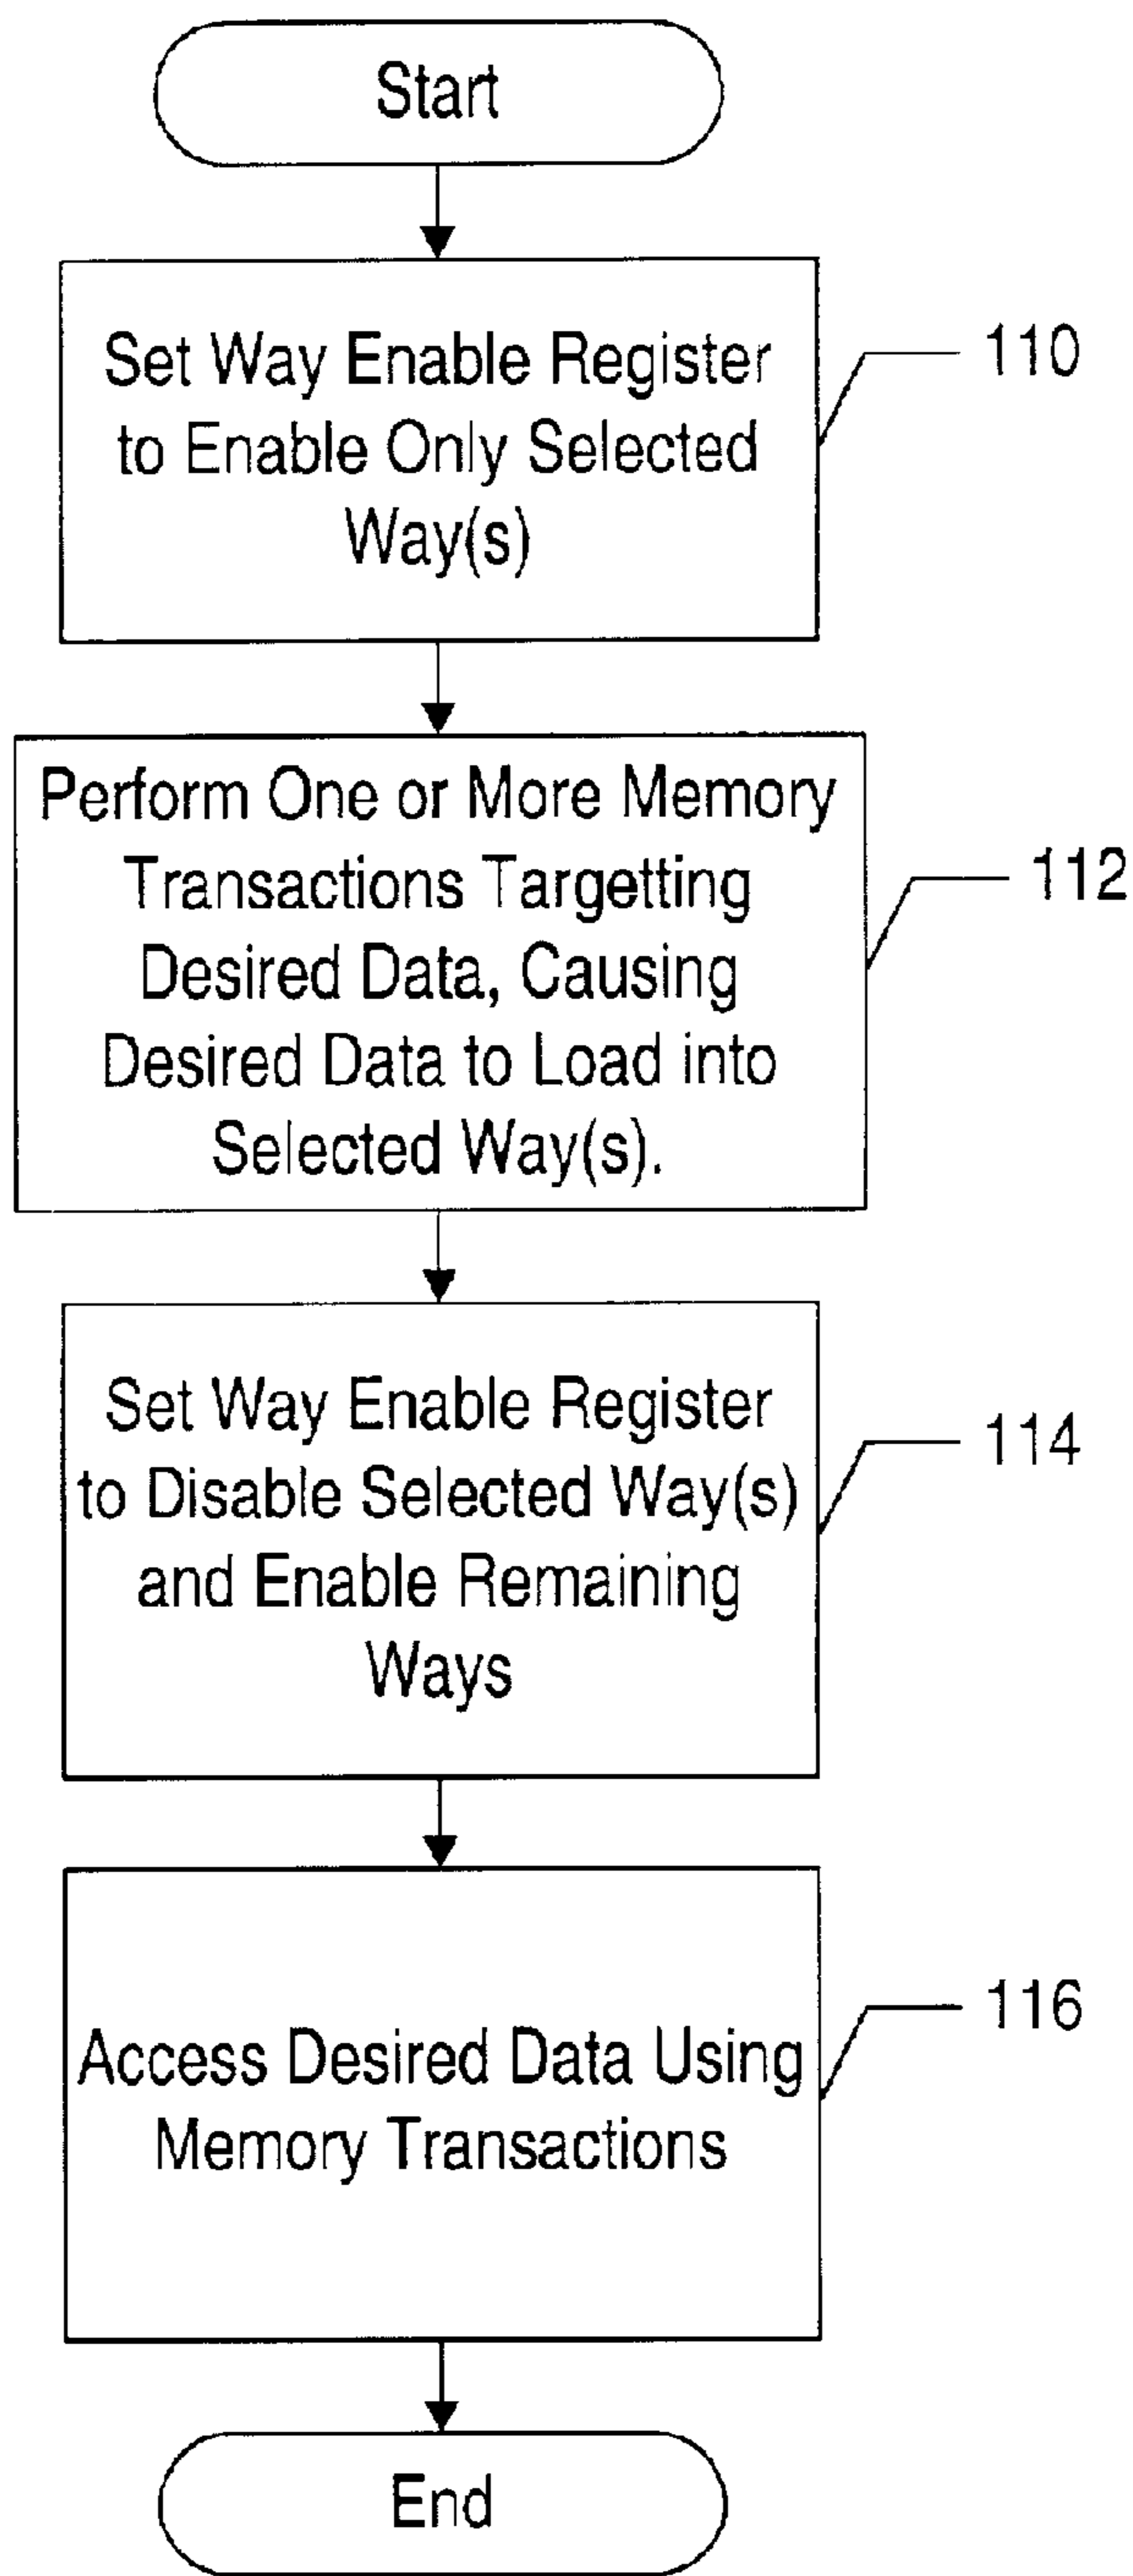 Start
Set Way Enable Register
to Enable Only Selected
Way(s)
110
Perform One or More Memory
Transactions Targetting
Desired Data, Causing
Desired Data to Load into
Selected Way(s).
112
Set Way Enable Register
to Disable Selected Way(s)
and Enable Remaining
Ways
114
Access Desired Data Using
Memory Transactions
116
End